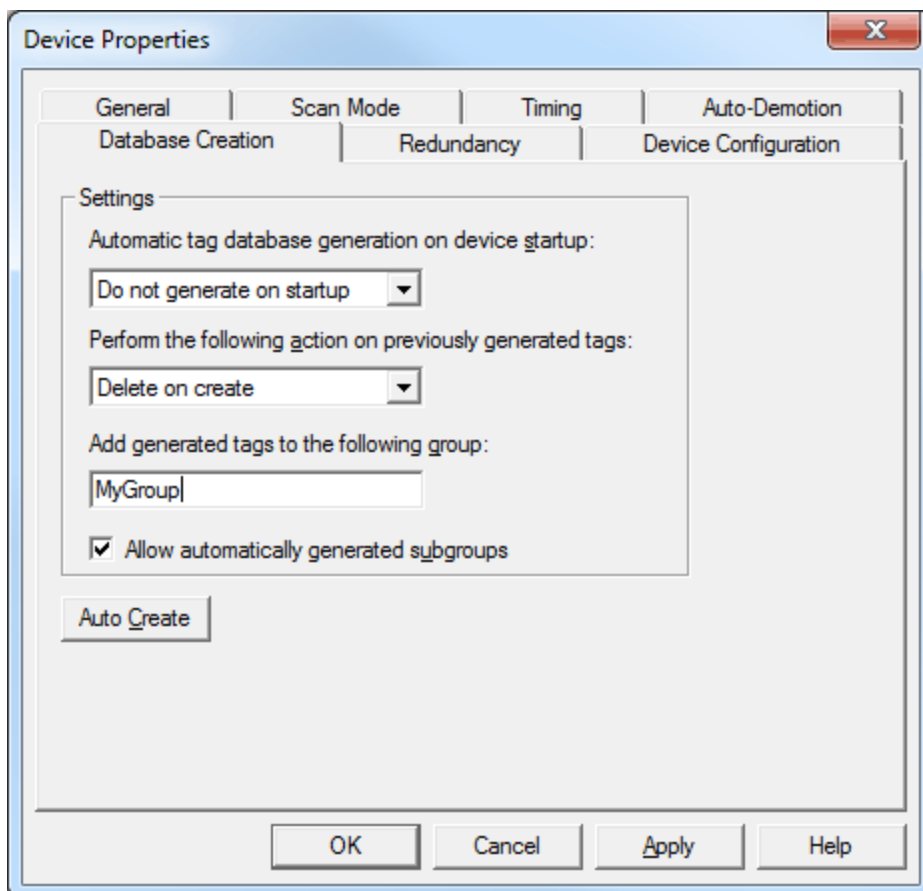 Device Properties
General Scan Mode Timing Auto-Demotion
Database Creation Redundancy Device Configuration
Settings
Automatic tag database generation on device startup:
Do not generate on startup
Perform the following action on previously generated tags:
Delete on create
Add generated tags to the following group:
MyGroup
Allow automatically generated subgroups
Auto Create
OK Cancel Apply Help